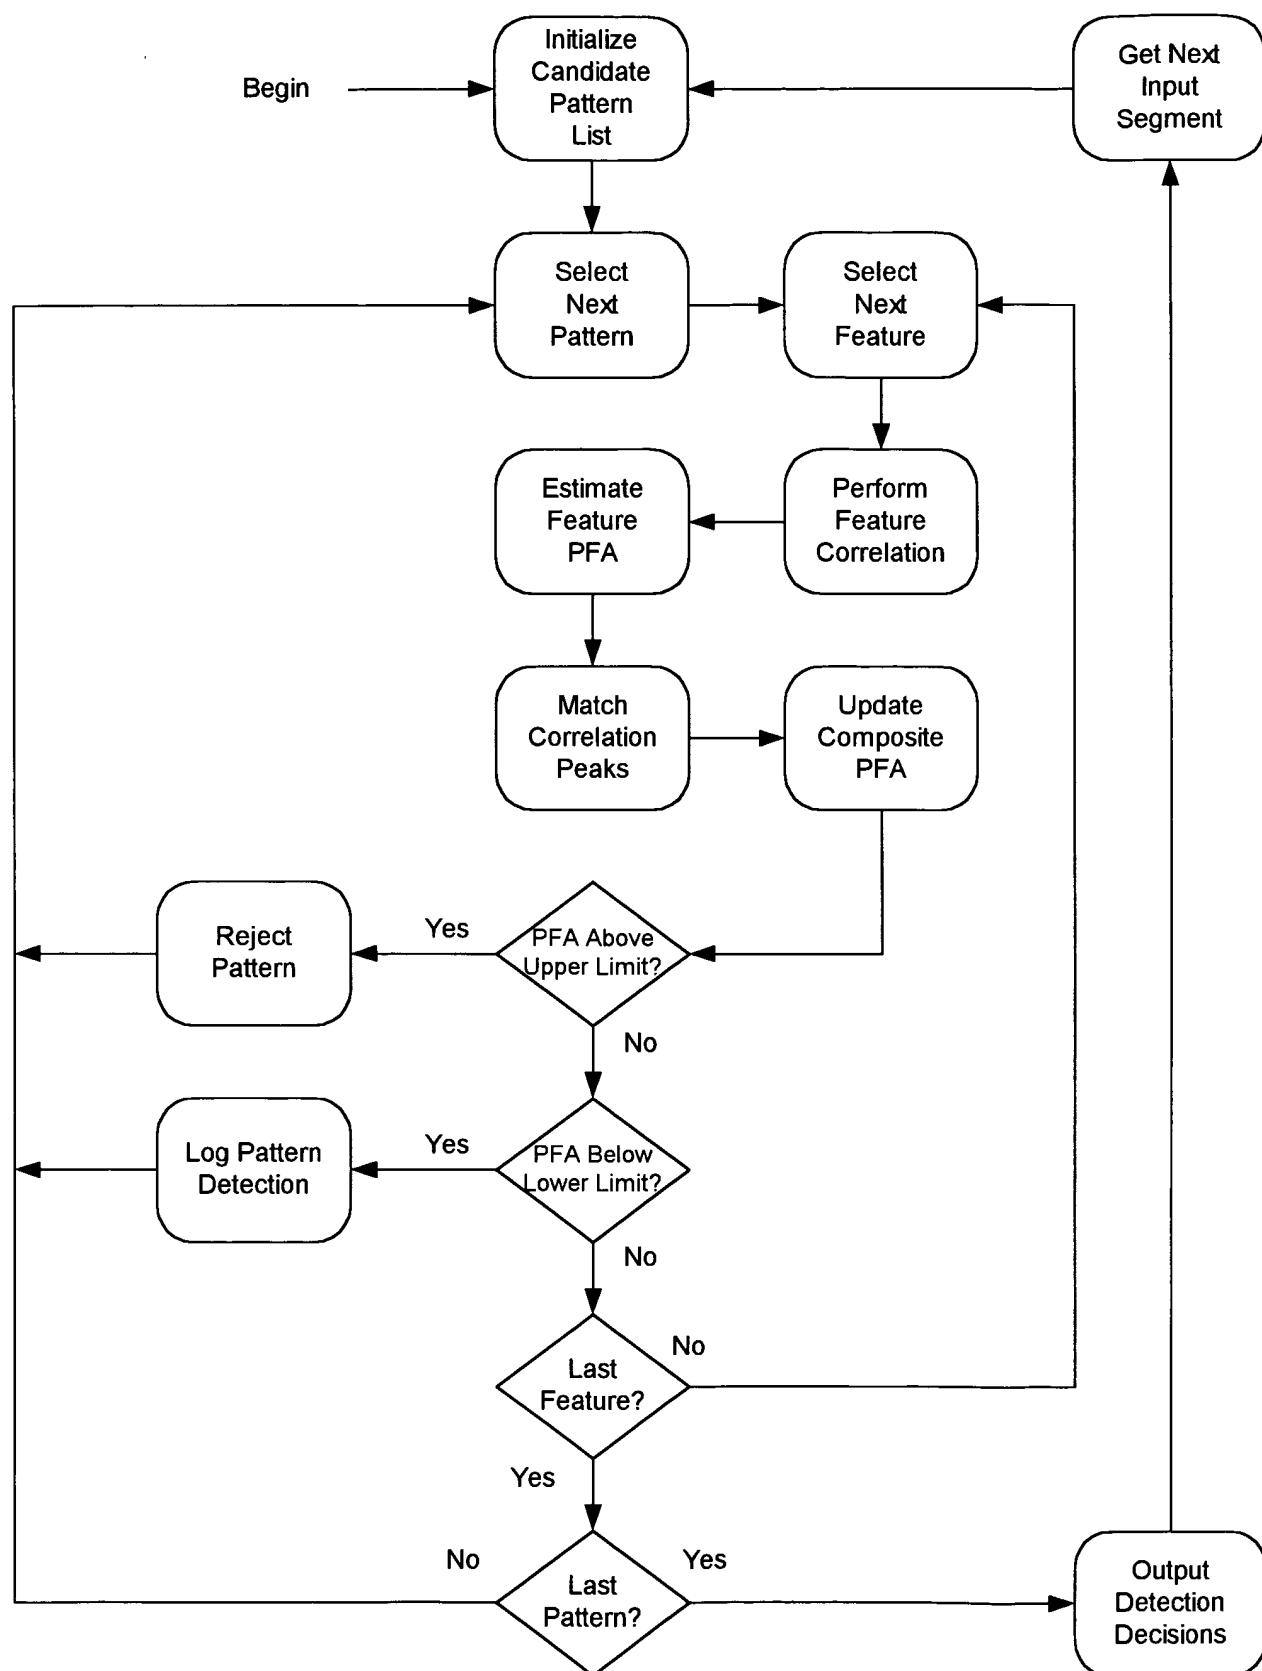 Initialize
Candidate
Pattern
List
Begin
Get Next
Input
Segment
Select
Next
Pattern
Select
Next
Feature
Estimate
Feature
PFA
Perform
Feature
Correlation
Match
Correlation
Peaks
Update
Composite
PFA
Reject
Pattern
Yes
PFA Above
Upper Limit?
No
Log Pattern
Detection
Yes
PFA Below
Lower Limit?
No
Last
Feature?
No
Yes
No
Last
Pattern?
Yes
Output
Detection
Decisions